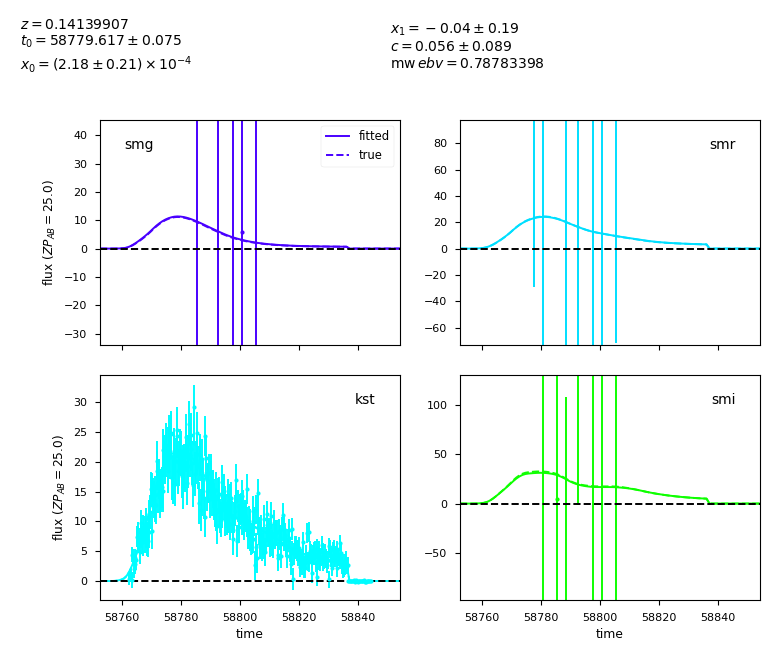 z = 0.14139907
t₀ = 58779.617 ± 0.075
x₀ = (2.18 ± 0.21) × 10⁻⁴
x₁ = −0.04 ± 0.19
c = 0.056 ± 0.089
mw ebv = 0.78783398
flux (ZP_AB = 25.0)
40
30
20
10
0
−10
−20
−30
smg
fitted
true
80
60
40
20
0
−20
−40
−60
smr
flux (ZP_AB = 25.0)
30
25
20
15
10
5
0
kst
58760 58780 58800 58820 58840
time
100
50
0
−50
smi
58760 58780 58800 58820 58840
time